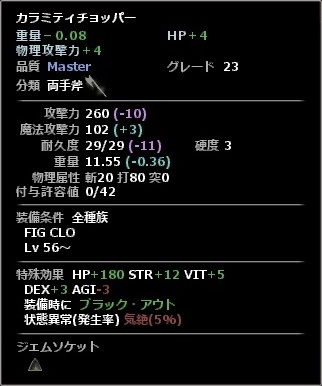 カラミティチョッパー
重量－0.08 HP＋4
物理攻撃力＋4
品質 Master グレード 23
分類 両手斧
攻撃力 260 (-10)
魔法攻撃力 102 (+3)
耐久度 29/29 (-11) 硬度 3
重量 11.55 (-0.36)
物理属性 斬20 打80 突0
付与許容値 0/42
装備条件 全種族
FIG CLO
Lv 56～
特殊効果 HP+180 STR+12 VIT+5
DEX+3 AGI-3
装備時に ブラック・アウト
状態異常(発生率) 気絶(5%)
ジェムソケット